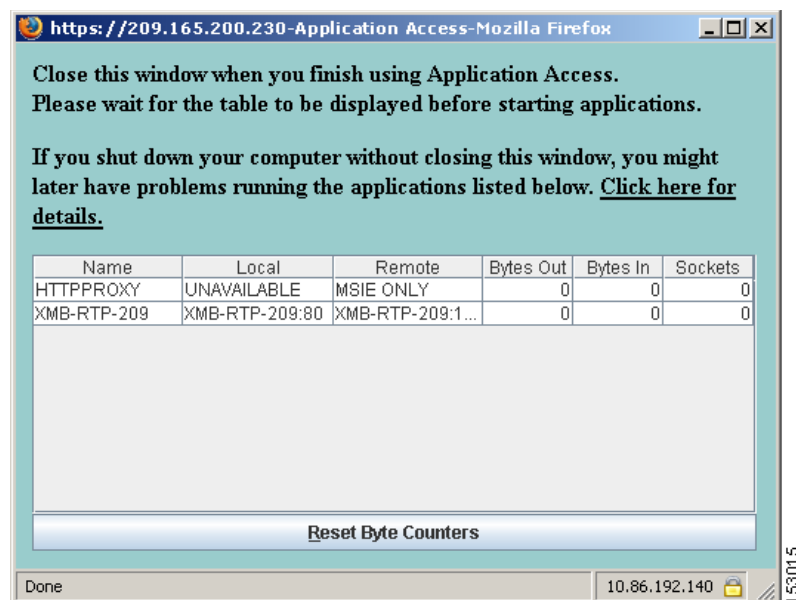 https://209.165.200.230-Application Access-Mozilla Firefox
Close this window when you finish using Application Access.
Please wait for the table to be displayed before starting applications.
If you shut down your computer without closing this window, you might
later have problems running the applications listed below. Click here for
details.
Name Local Remote Bytes Out Bytes In Sockets
HTTPPROXY UNAVAILABLE MSIE ONLY 0 0 0
XMB-RTP-209 XMB-RTP-209:80 XMB-RTP-209:1... 0 0 0
Reset Byte Counters
Done 10.86.192.140
153015